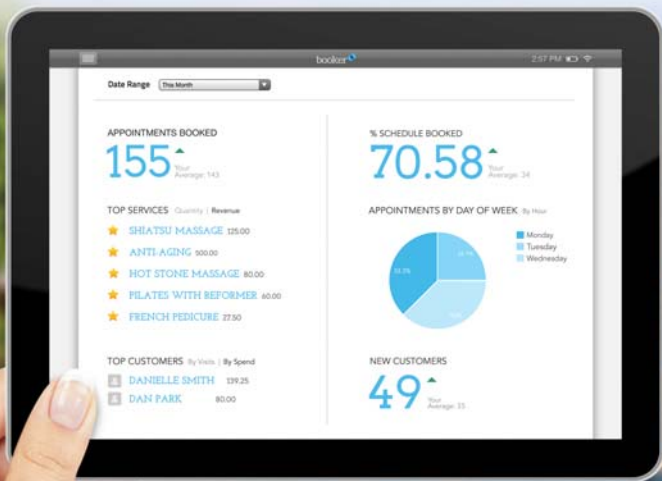 booker
2:57 PM
Date Range This Month
APPOINTMENTS BOOKED
155
Your
Average: 143
TOP SERVICES Quantity | Revenue
SHIATSU MASSAGE 125.00
ANTI-AGING 500.00
HOT STONE MASSAGE 80.00
PILATES WITH REFORMER 60.00
FRENCH PEDICURE 27.50
TOP CUSTOMERS By Visits | By Spend
DANIELLE SMITH 139.25
DAN PARK 80.00
% SCHEDULE BOOKED
70.58
Your
Average: 34
APPOINTMENTS BY DAY OF WEEK By Hour
Monday
Tuesday
Wednesday
NEW CUSTOMERS
49
Your
Average: 35